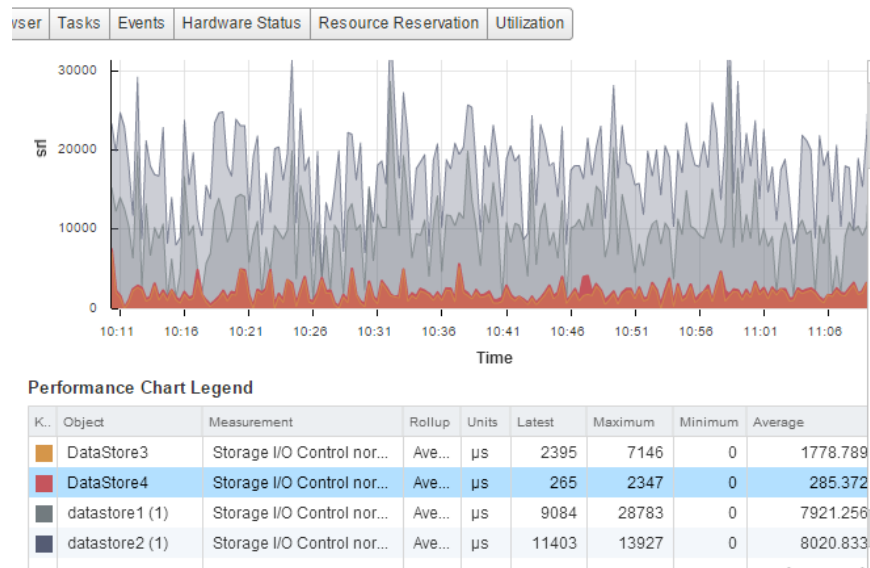 wser Tasks Events Hardware Status Resource Reservation Utilization
30000
20000
10000
0
srl
10:11 10:16 10:21 10:26 10:31 10:36 10:41 10:46 10:51 10:56 11:01 11:06
Time
Performance Chart Legend
K.. Object Measurement Rollup Units Latest Maximum Minimum Average
DataStore3 Storage I/O Control nor... Ave... µs 2395 7146 0 1778.789
DataStore4 Storage I/O Control nor... Ave... µs 265 2347 0 285.372
datastore1 (1) Storage I/O Control nor... Ave... µs 9084 28783 0 7921.256
datastore2 (1) Storage I/O Control nor... Ave... µs 11403 13927 0 8020.833